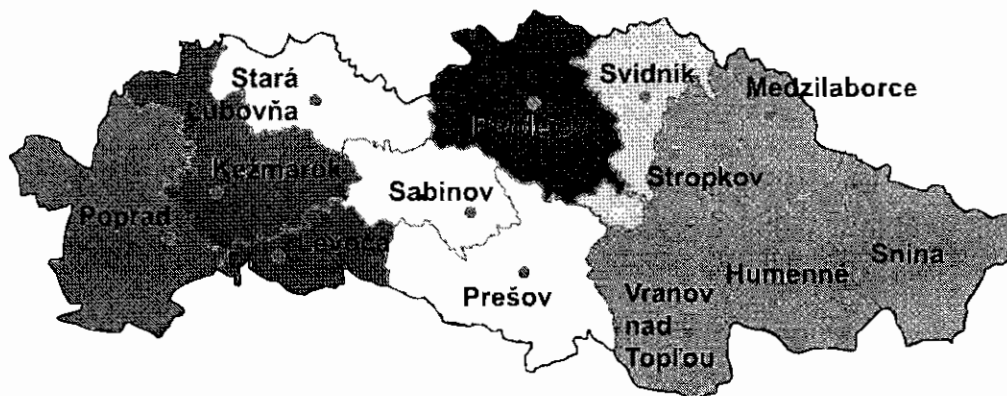 Stará
Ľubovňa
Svidník
Medzilaborce
Kežmarok
Stropkov
Sabinov
Poprad
Levoča
Snina
Humenné
Prešov
Vranov
nad
Topľou